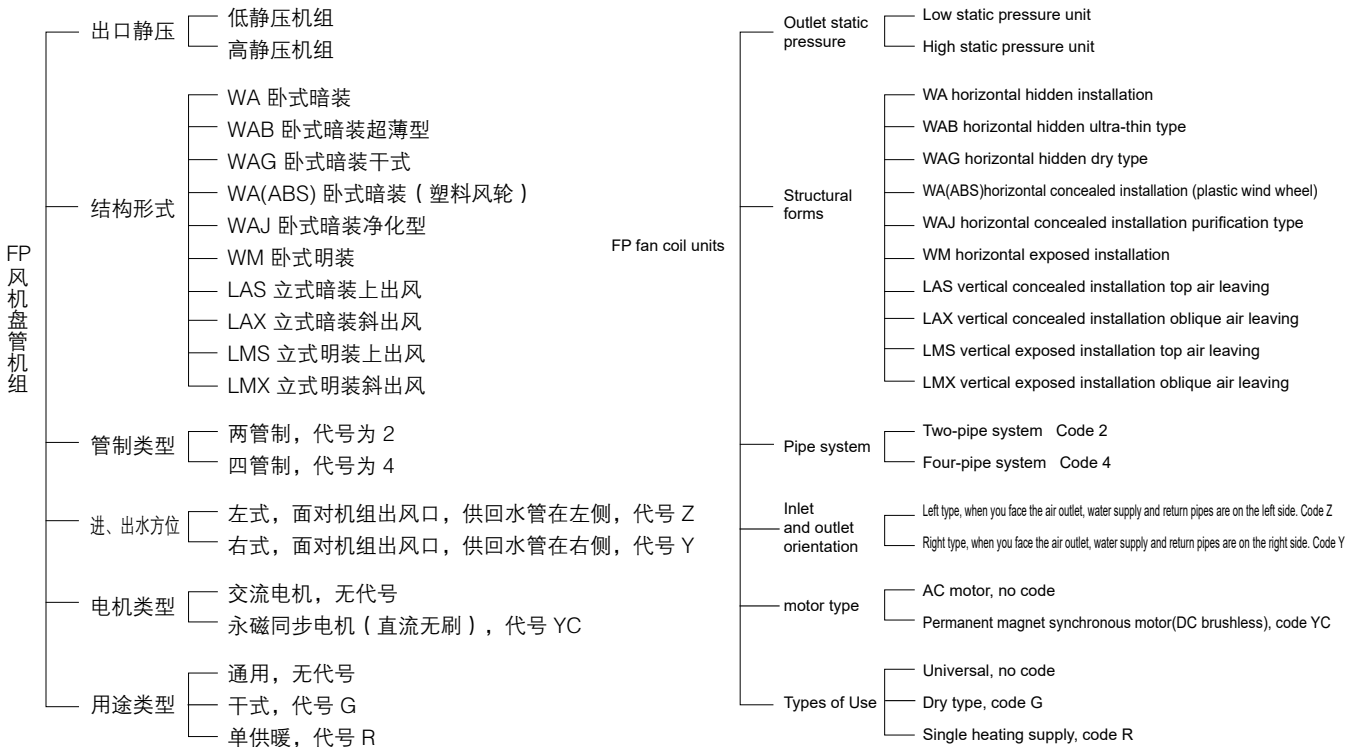 FP风机盘管机组
出口静压
低静压机组
高静压机组
结构形式
WA 卧式暗装
WAB 卧式暗装超薄型
WAG 卧式暗装干式
WA(ABS) 卧式暗装（塑料风轮）
WAJ 卧式暗装净化型
WM 卧式明装
LAS 立式暗装上出风
LAX 立式暗装斜出风
LMS 立式明装上出风
LMX 立式明装斜出风
管制类型
两管制，代号为 2
四管制，代号为 4
进、出水方位
左式，面对机组出风口，供回水管在左侧，代号 Z
右式，面对机组出风口，供回水管在右侧，代号 Y
电机类型
交流电机，无代号
永磁同步电机（直流无刷），代号 YC
用途类型
通用，无代号
干式，代号 G
单供暖，代号 R
FP fan coil units
Outlet static
pressure
Low static pressure unit
High static pressure unit
Structural
forms
WA horizontal hidden installation
WAB horizontal hidden ultra-thin type
WAG horizontal hidden dry type
WA(ABS)horizontal concealed installation (plastic wind wheel)
WAJ horizontal concealed installation purification type
WM horizontal exposed installation
LAS vertical concealed installation top air leaving
LAX vertical concealed installation oblique air leaving
LMS vertical exposed installation top air leaving
LMX vertical exposed installation oblique air leaving
Pipe system
Two-pipe system Code 2
Four-pipe system Code 4
Inlet
and outlet
orientation
Left type, when you face the air outlet, water supply and return pipes are on the left side. Code Z
Right type, when you face the air outlet, water supply and return pipes are on the right side. Code Y
motor type
AC motor, no code
Permanent magnet synchronous motor(DC brushless), code YC
Types of Use
Universal, no code
Dry type, code G
Single heating supply, code R